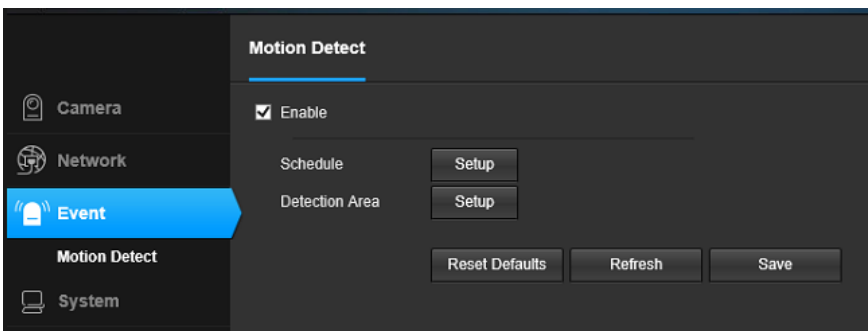 Motion Detect
Camera
Enable
Network
Schedule Setup
Detection Area Setup
Event
Motion Detect
Reset Defaults Refresh Save
System